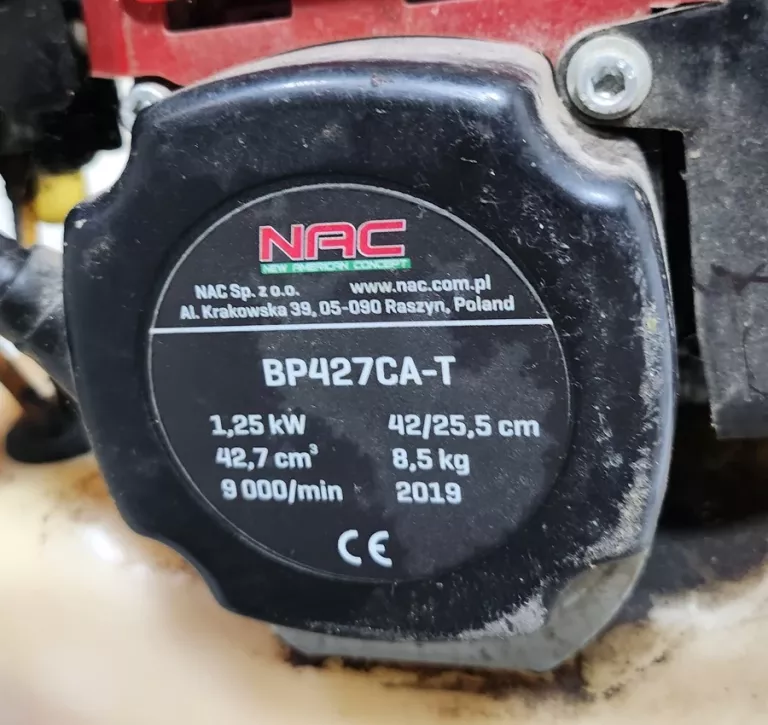 NAC
NEW AMERICAN CONCEPT
NAC Sp. z o.o. www.nac.com.pl
Al. Krakowska 39, 05-090 Raszyn, Poland
BP427CA-T
1,25 kW 42/25,5 cm
42,7 cm³ 8,5 kg
9 000/min 2019
CE